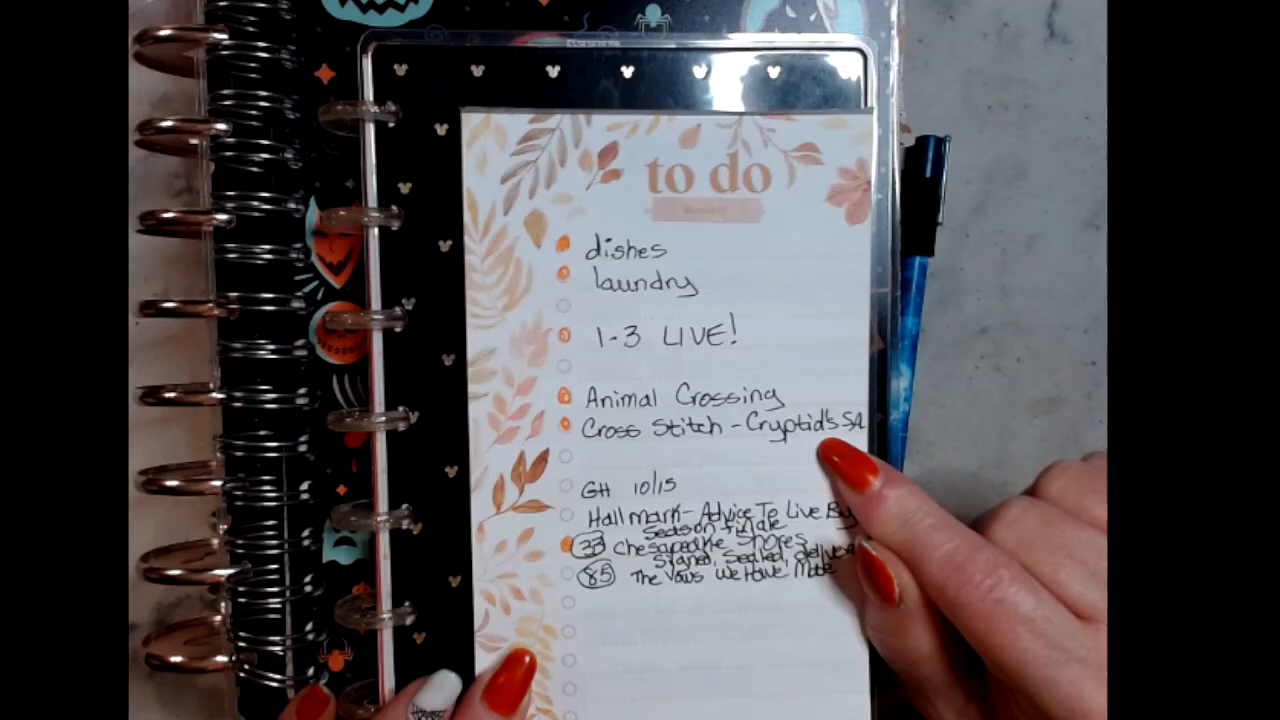 to do
dishes
laundry
1-3 LIVE!
Animal Crossing
Cross Stitch - Cryptid's SA
GH 10/15
Hallmark - Advice To Live By
Season Finale
33 Chesapeake Shores
Signed, Sealed, delivere
85 The Vows We Have Made